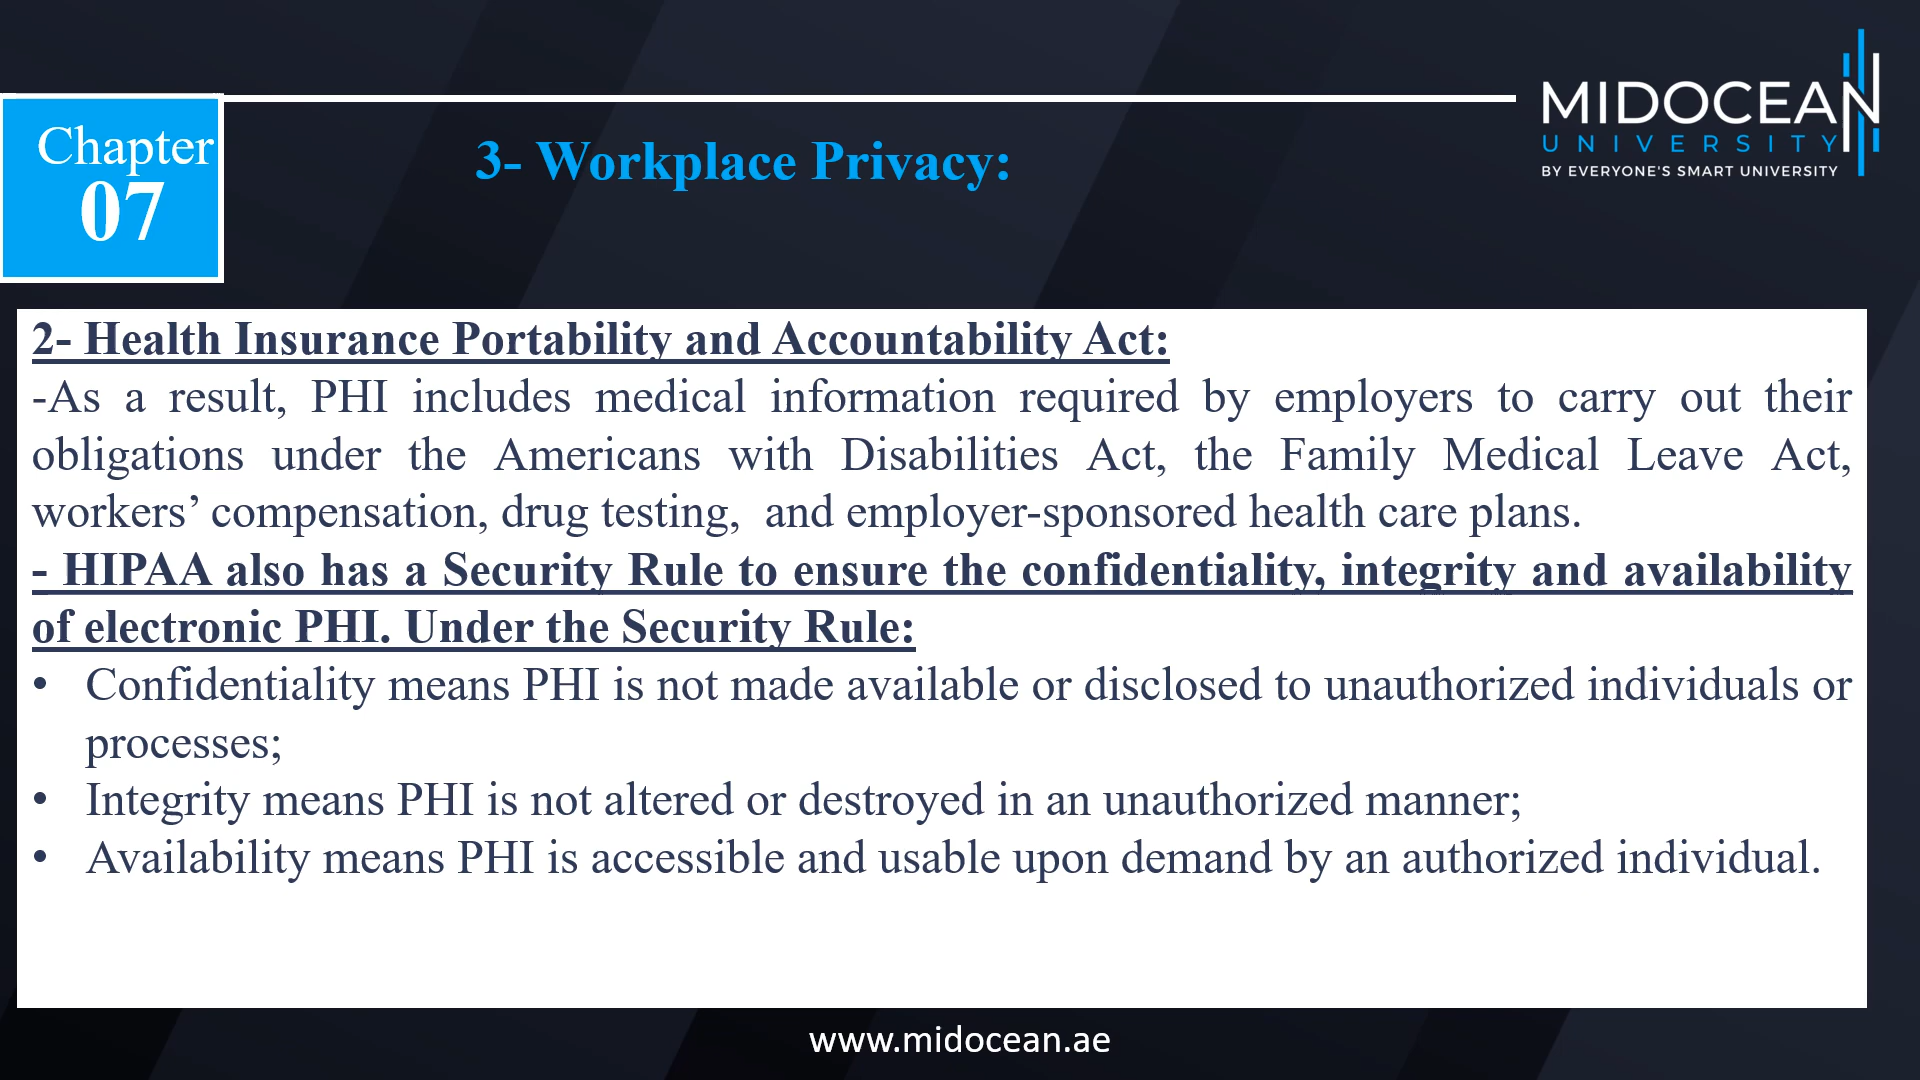 MIDOCEAN
UNIVERSITY
BY EVERYONE'S SMART UNIVERSITY
Chapter
07
3- Workplace Privacy:
2- Health Insurance Portability and Accountability Act:
-As a result, PHI includes medical information required by employers to carry out their
obligations under the Americans with Disabilities Act, the Family Medical Leave Act,
workers’ compensation, drug testing,  and employer-sponsored health care plans.
- HIPAA also has a Security Rule to ensure the confidentiality, integrity and availability
of electronic PHI. Under the Security Rule:
• Confidentiality means PHI is not made available or disclosed to unauthorized individuals or
processes;
• Integrity means PHI is not altered or destroyed in an unauthorized manner;
• Availability means PHI is accessible and usable upon demand by an authorized individual.
www.midocean.ae